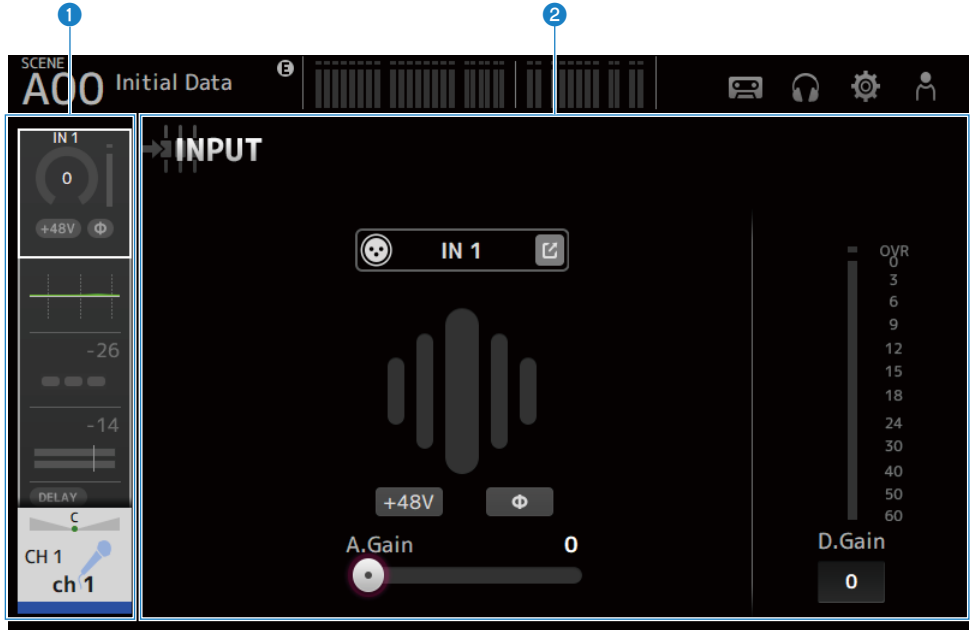 1 2
SCENE
A00 Initial Data E
IN 1
0
+48V Φ
-26
-14
DELAY
C
CH 1
ch 1
INPUT
IN 1
+48V Φ
A.Gain 0
OVR
0
3
6
9
12
15
18
24
30
40
50
60
D.Gain
0